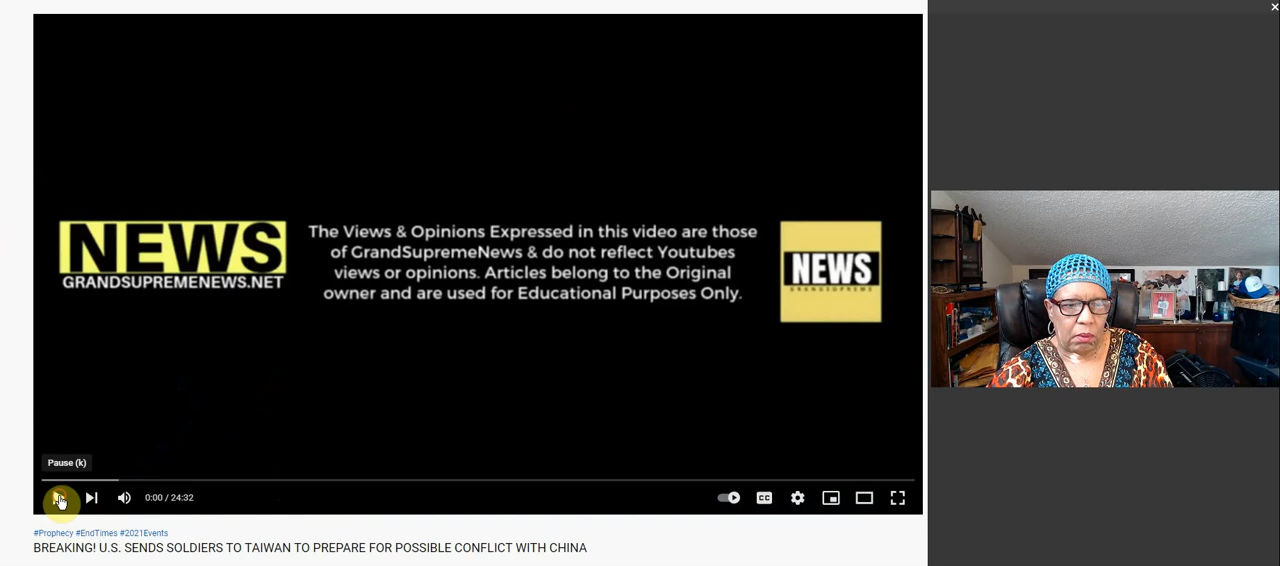 NEWS
GRANDSUPREMENEWS.NET
The Views & Opinions Expressed in this video are those
of GrandSupremeNews & do not reflect Youtubes
views or opinions. Articles belong to the Original
owner and are used for Educational Purposes Only.
NEWS
GRANDSUPREME
Pause (k)
0:00 / 24:32
CC
#Prophecy #EndTimes #2021Events
BREAKING! U.S. SENDS SOLDIERS TO TAIWAN TO PREPARE FOR POSSIBLE CONFLICT WITH CHINA